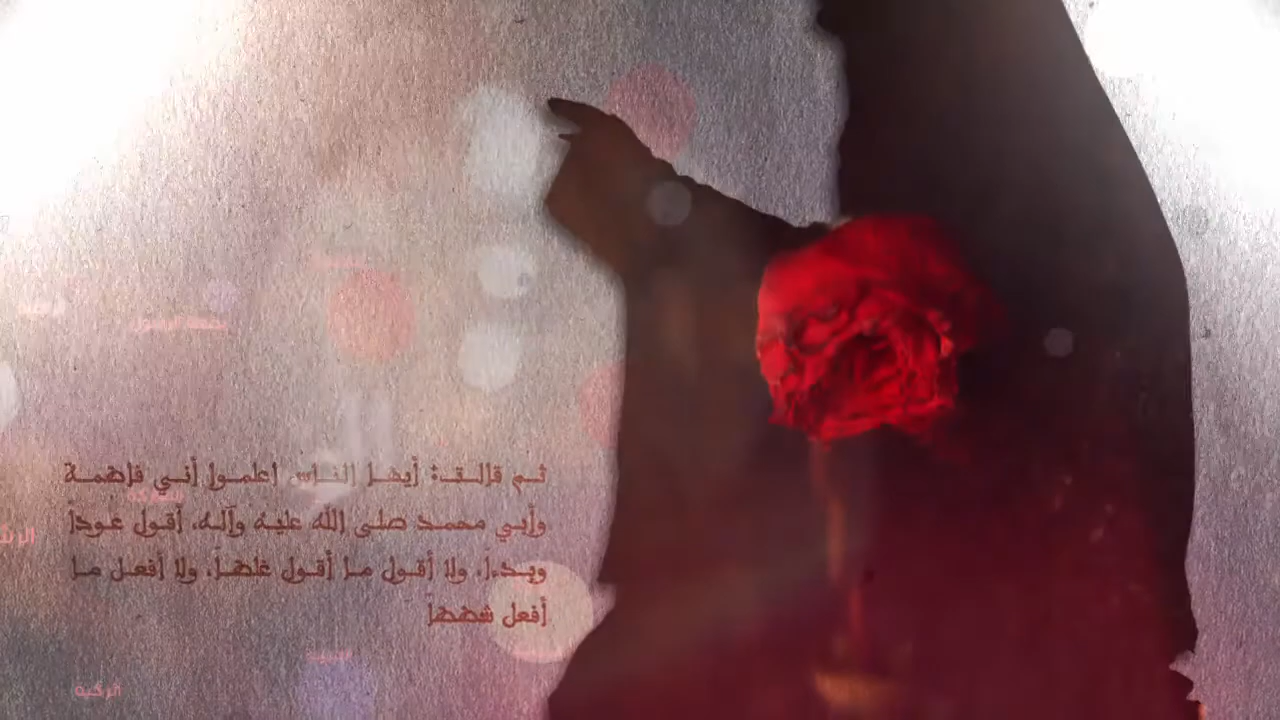 ثم قالت: أيها الناس اعلموا أني فاطمة
وأبي محمد صلى الله عليه وآله، أقول عوداً
وبدءاً، ولا أقول ما أقول غلطاً، ولا أفعل ما
أفعل شططاً
الزكية